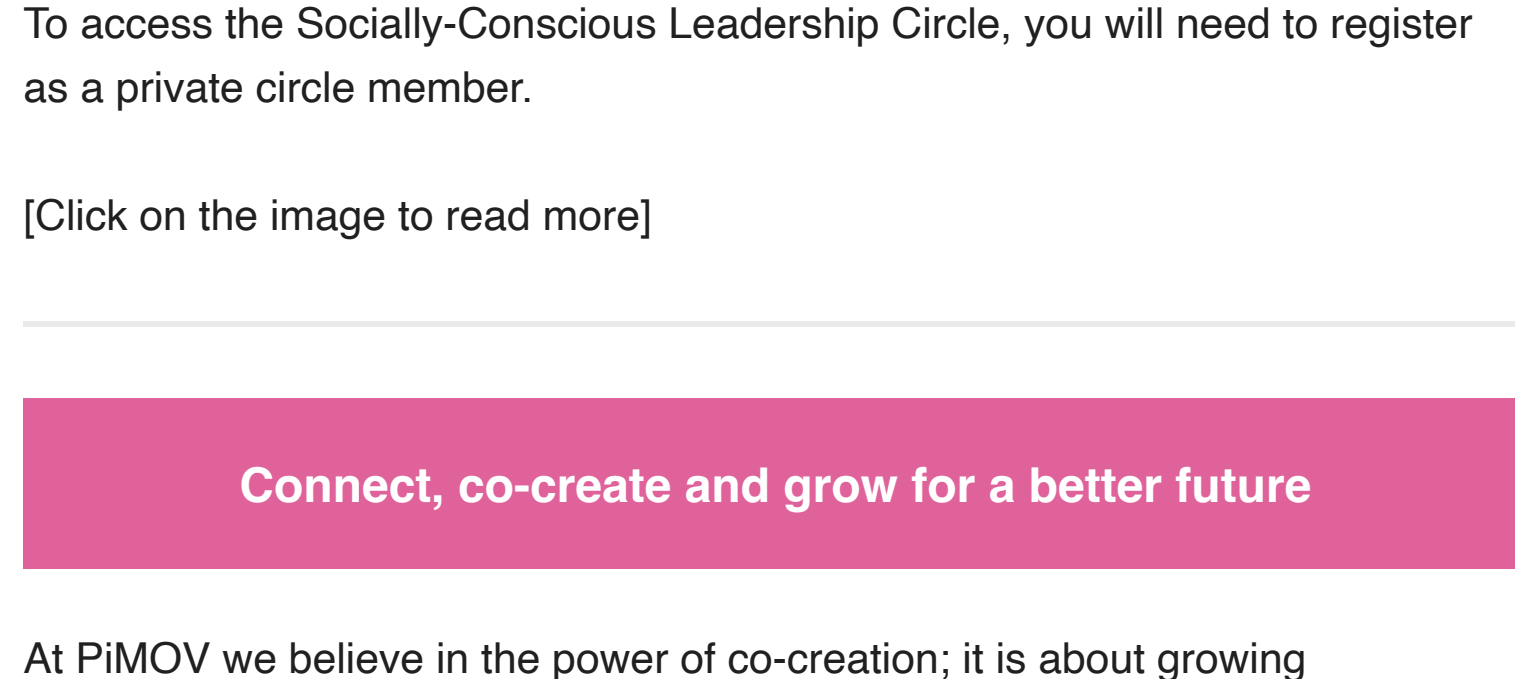 To access the Socially-Conscious Leadership Circle, you will need to register
as a private circle member.
[Click on the image to read more]
Connect, co-create and grow for a better future
At PiMOV we believe in the power of co-creation; it is about growing